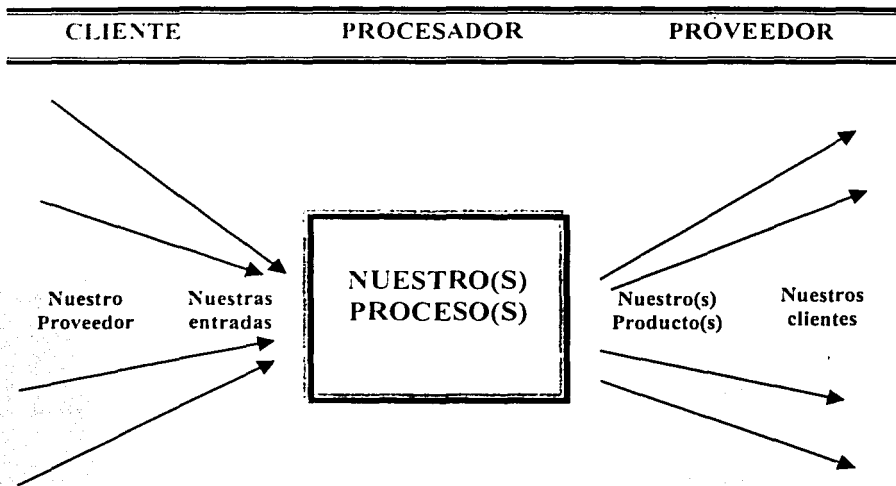 CLIENTE PROCESADOR PROVEEDOR
NUESTRO(S)
PROCESO(S)
Nuestro
Proveedor
Nuestras
entradas
Nuestro(s)
Producto(s)
Nuestros
clientes